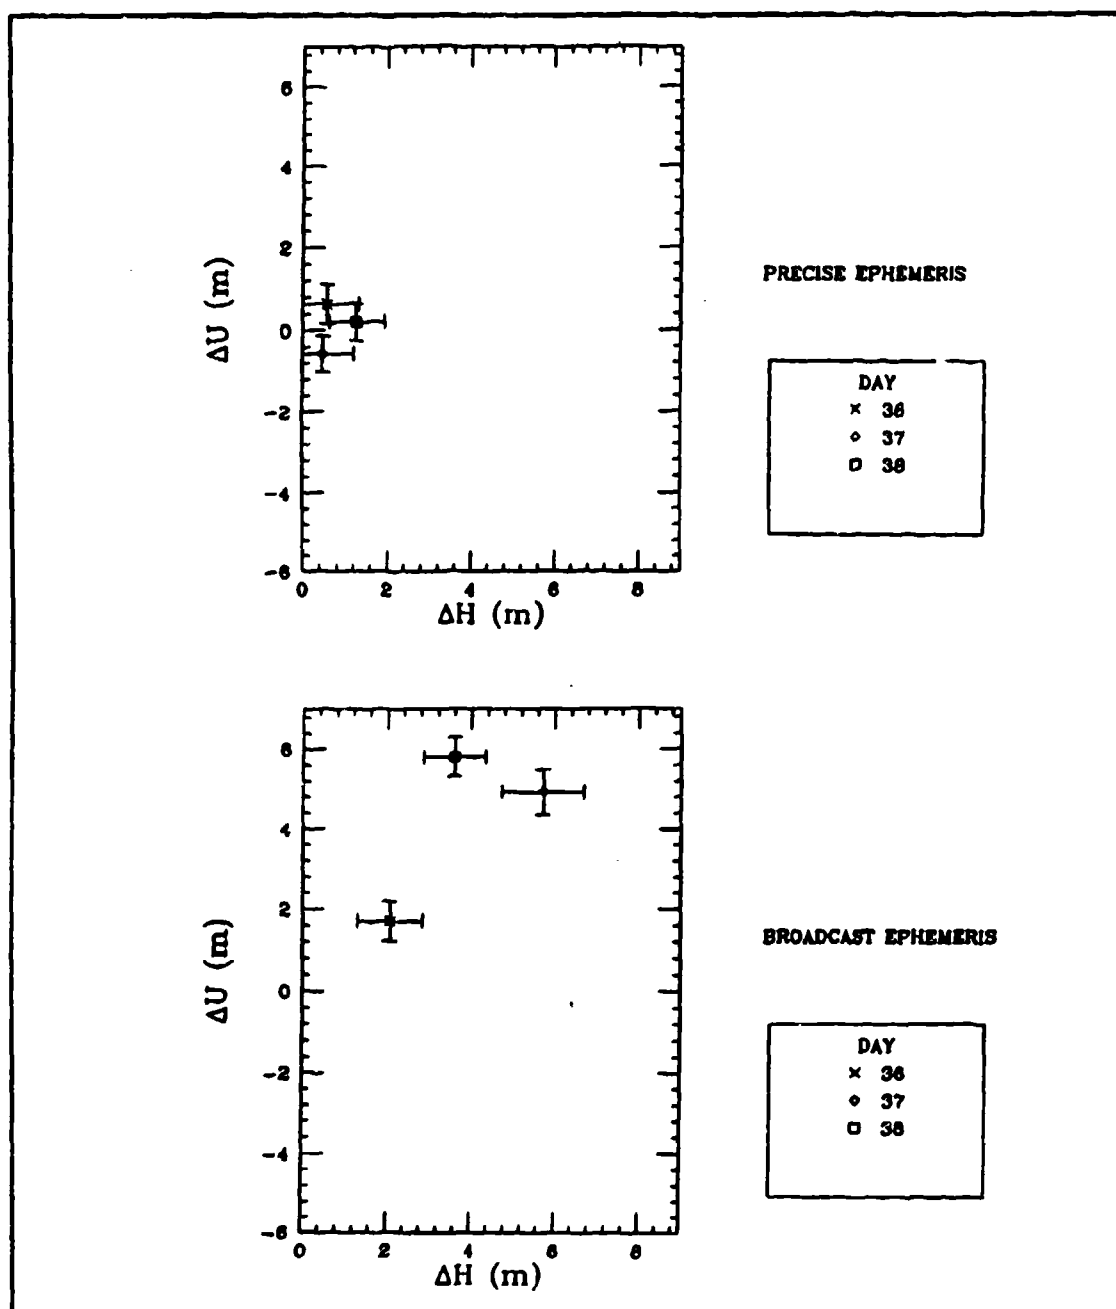 6
4
2
0
-2
-4
-6
ΔU (m)
0 2 4 6 8
ΔH (m)
PRECISE EPHEMERIS
DAY
× 36
◇ 37
□ 38
6
4
2
0
-2
-4
-6
ΔU (m)
0 2 4 6 8
ΔH (m)
BROADCAST EPHEMERIS
DAY
× 36
◇ 37
□ 38